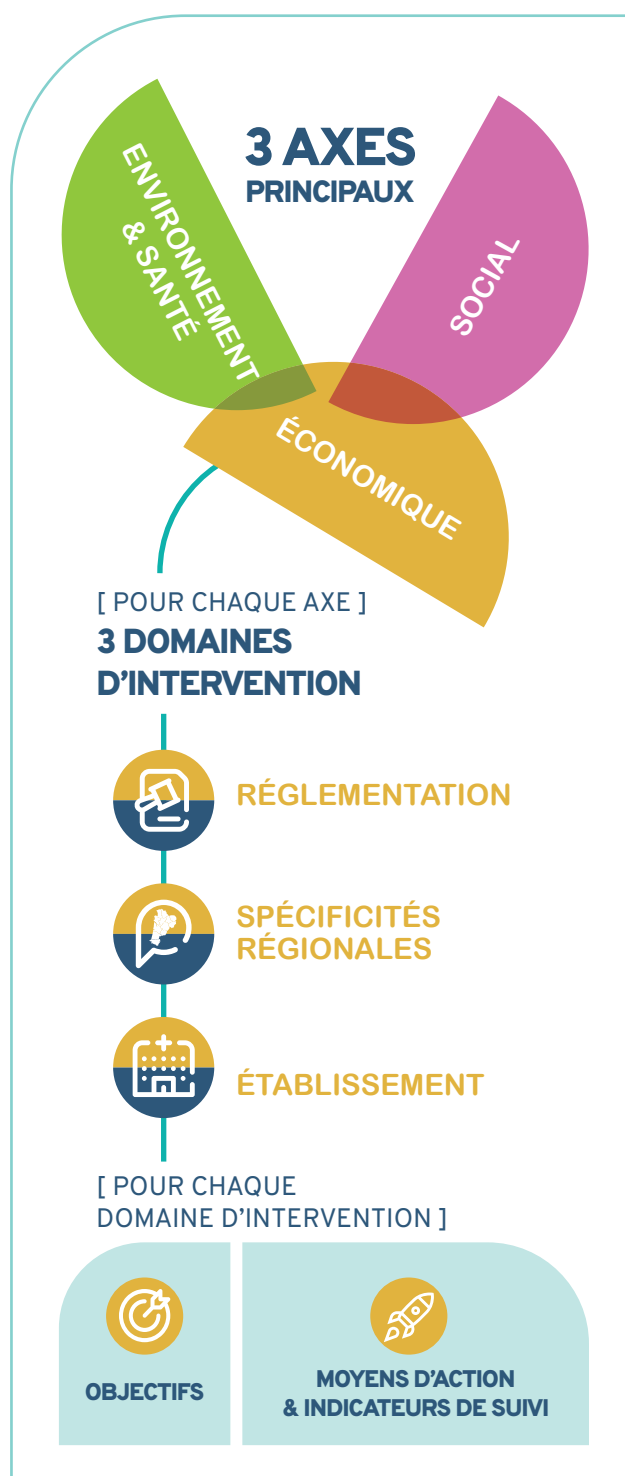 3 AXES
PRINCIPAUX
ENVIRONNEMENT
& SANTÉ
SOCIAL
ÉCONOMIQUE
[ POUR CHAQUE AXE ]
3 DOMAINES
D’INTERVENTION
RÉGLEMENTATION
SPÉCIFICITÉS
RÉGIONALES
ÉTABLISSEMENT
[ POUR CHAQUE
DOMAINE D’INTERVENTION ]
OBJECTIFS
MOYENS D’ACTION
& INDICATEURS DE SUIVI